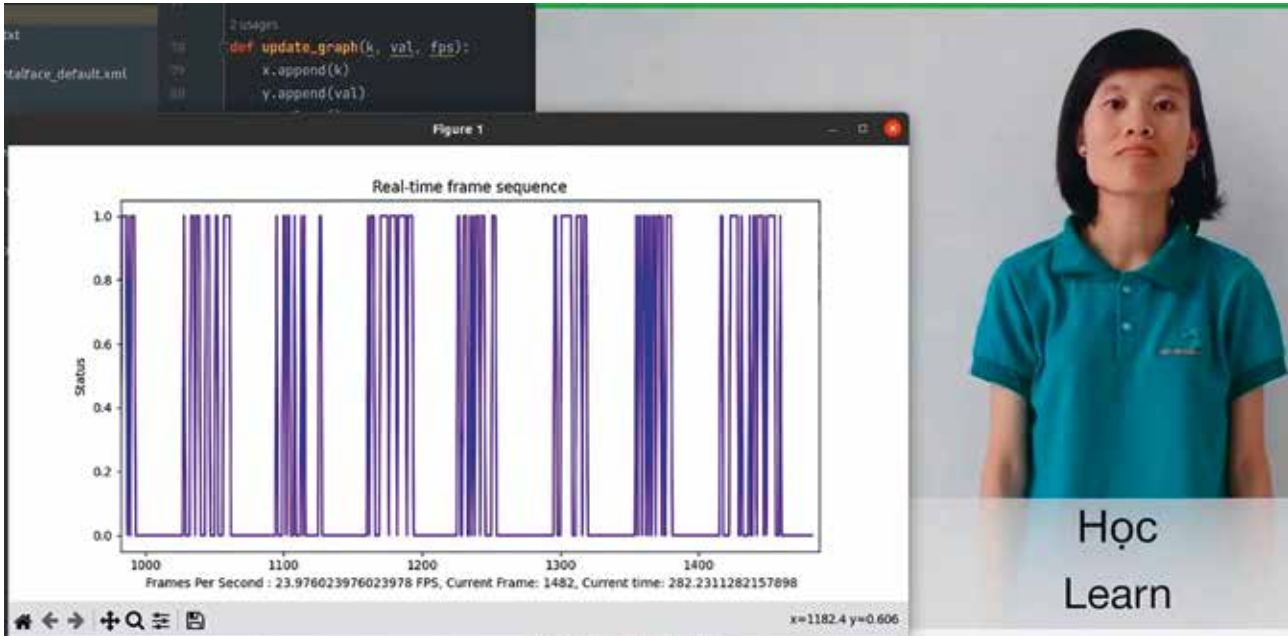 2 usages
def update_graph(k, val, fps):
x.append(k)
y.append(val)
txt
ntalface_default.xml
Figure 1
Real-time frame sequence
1.0
0.8
0.6
0.4
0.2
0.0
Status
1000 1100 1200 1300 1400
Frames Per Second : 23.976023976023978 FPS, Current Frame: 1482, Current time: 282.2311282157898
x=1182.4 y=0.606
Học
Learn